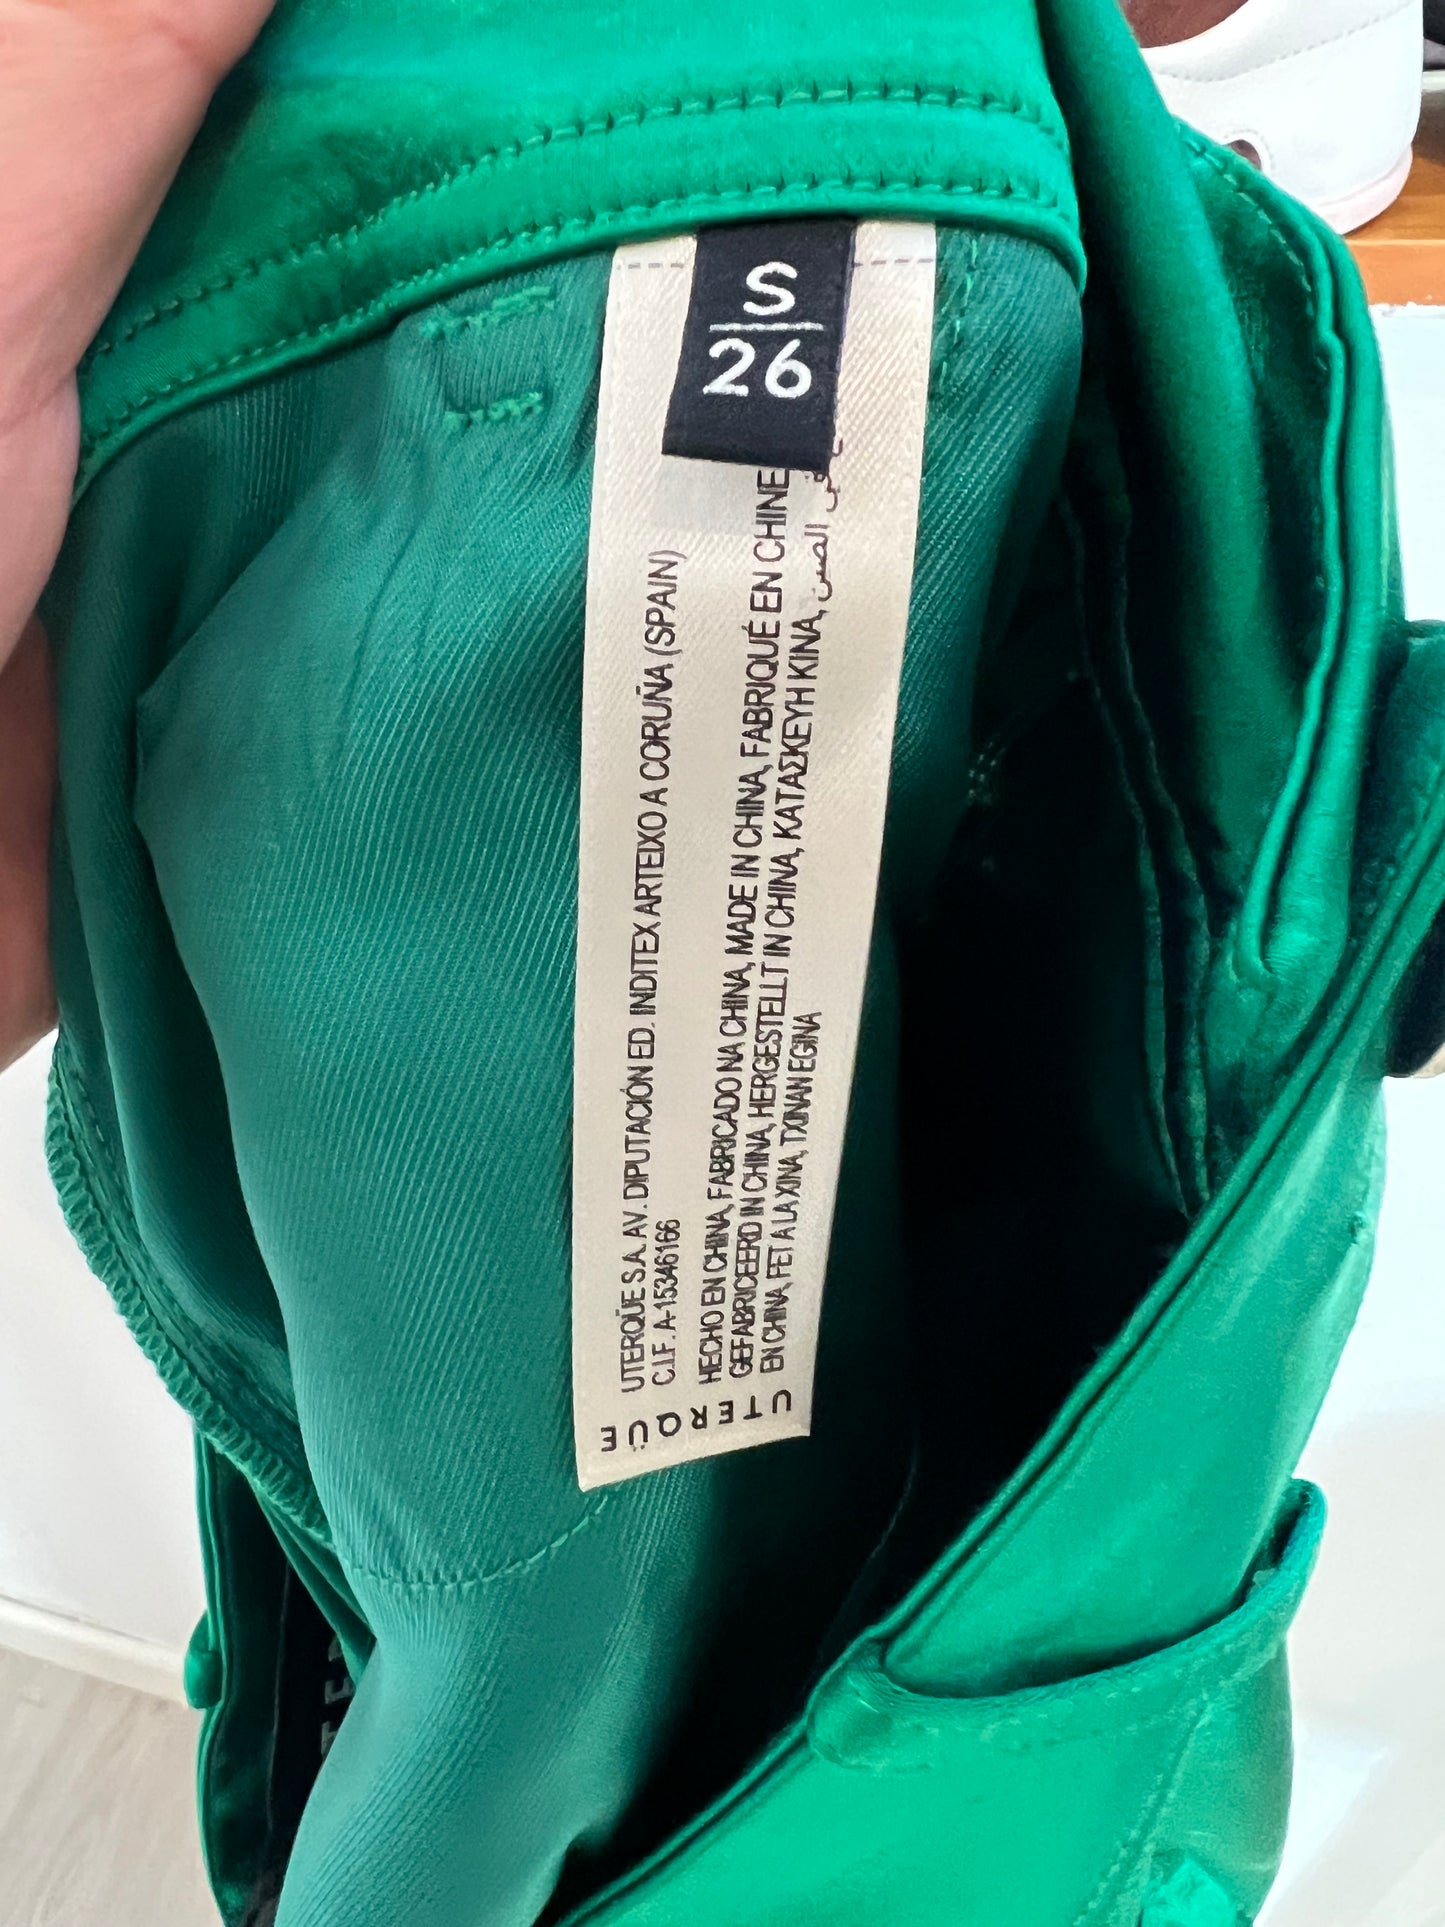 S
26
UTERQÜE S.A. AV. DIPUTACIÓN ED. INDITEX ARTEIXO A CORUÑA (SPAIN)
C.I.F. A-15346166
HECHO EN CHINA, FABRICADO NA CHINA, MADE IN CHINA, FABRIQUÉ EN CHINE
GEFABRICEERD IN CHINA, HERGESTELLT IN CHINA, ΚΑΤΑΣΚΕΥΗ ΚΙΝΑ, في الصين
EN CHINA, FET A LA XINA, TXINAN EGINA
UTERQÜE